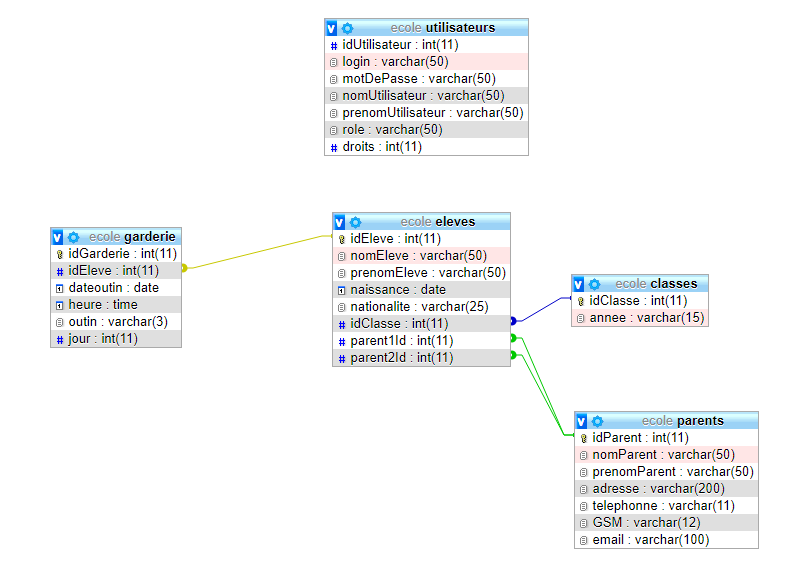 ecole utilisateurs
idUtilisateur : int(11)
login : varchar(50)
motDePasse : varchar(50)
nomUtilisateur : varchar(50)
prenomUtilisateur : varchar(50)
role : varchar(50)
droits : int(11)
ecole garderie
idGarderie : int(11)
idEleve : int(11)
dateoutin : date
heure : time
outin : varchar(3)
jour : int(11)
ecole eleves
idEleve : int(11)
nomEleve : varchar(50)
prenomEleve : varchar(50)
naissance : date
nationalite : varchar(25)
idClasse : int(11)
parent1Id : int(11)
parent2Id : int(11)
ecole classes
idClasse : int(11)
annee : varchar(15)
ecole parents
idParent : int(11)
nomParent : varchar(50)
prenomParent : varchar(50)
adresse : varchar(200)
telephonne : varchar(11)
GSM : varchar(12)
email : varchar(100)